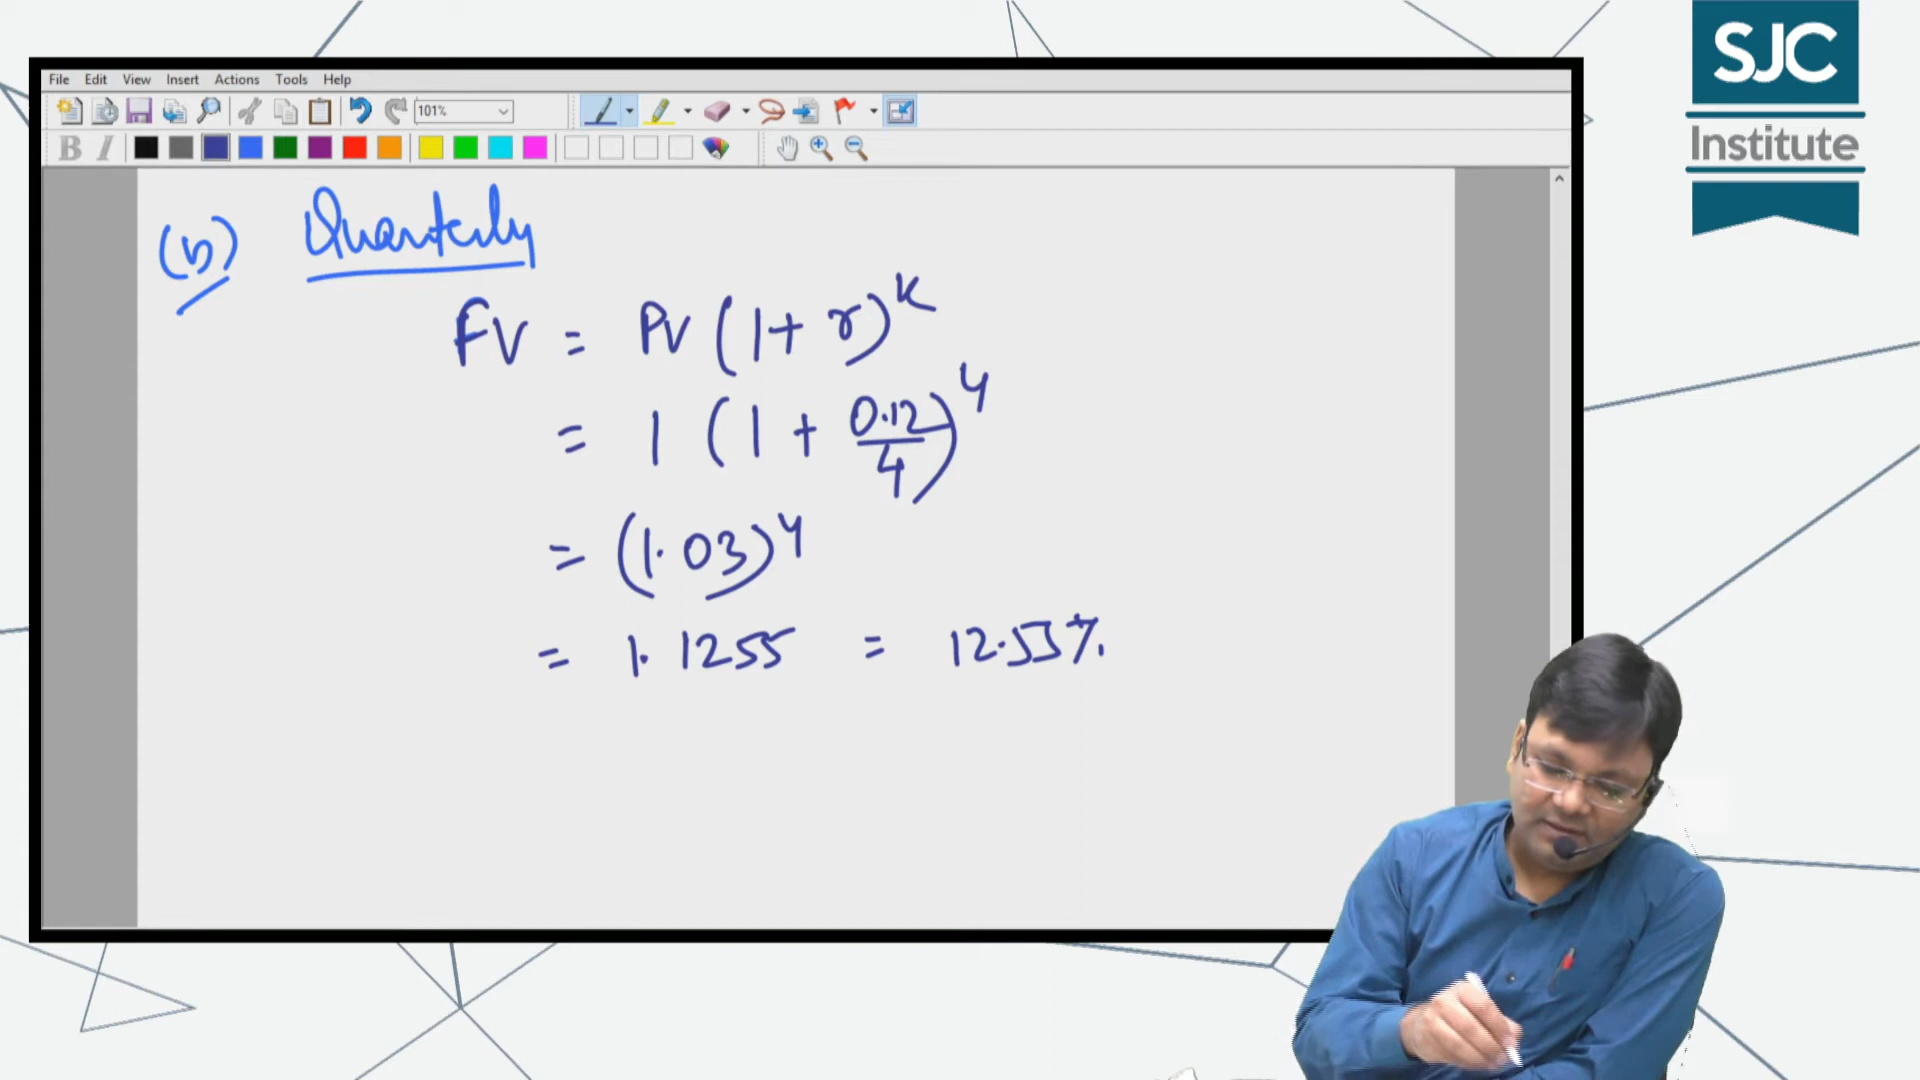 SJC
Institute
File Edit View Insert Actions Tools Help
101%
B I
(b) Quarterly
FV = PV (1 + r)^k
= 1 (1 + 0.12/4)^4
= (1.03)^4
= 1.1255 = 12.55%